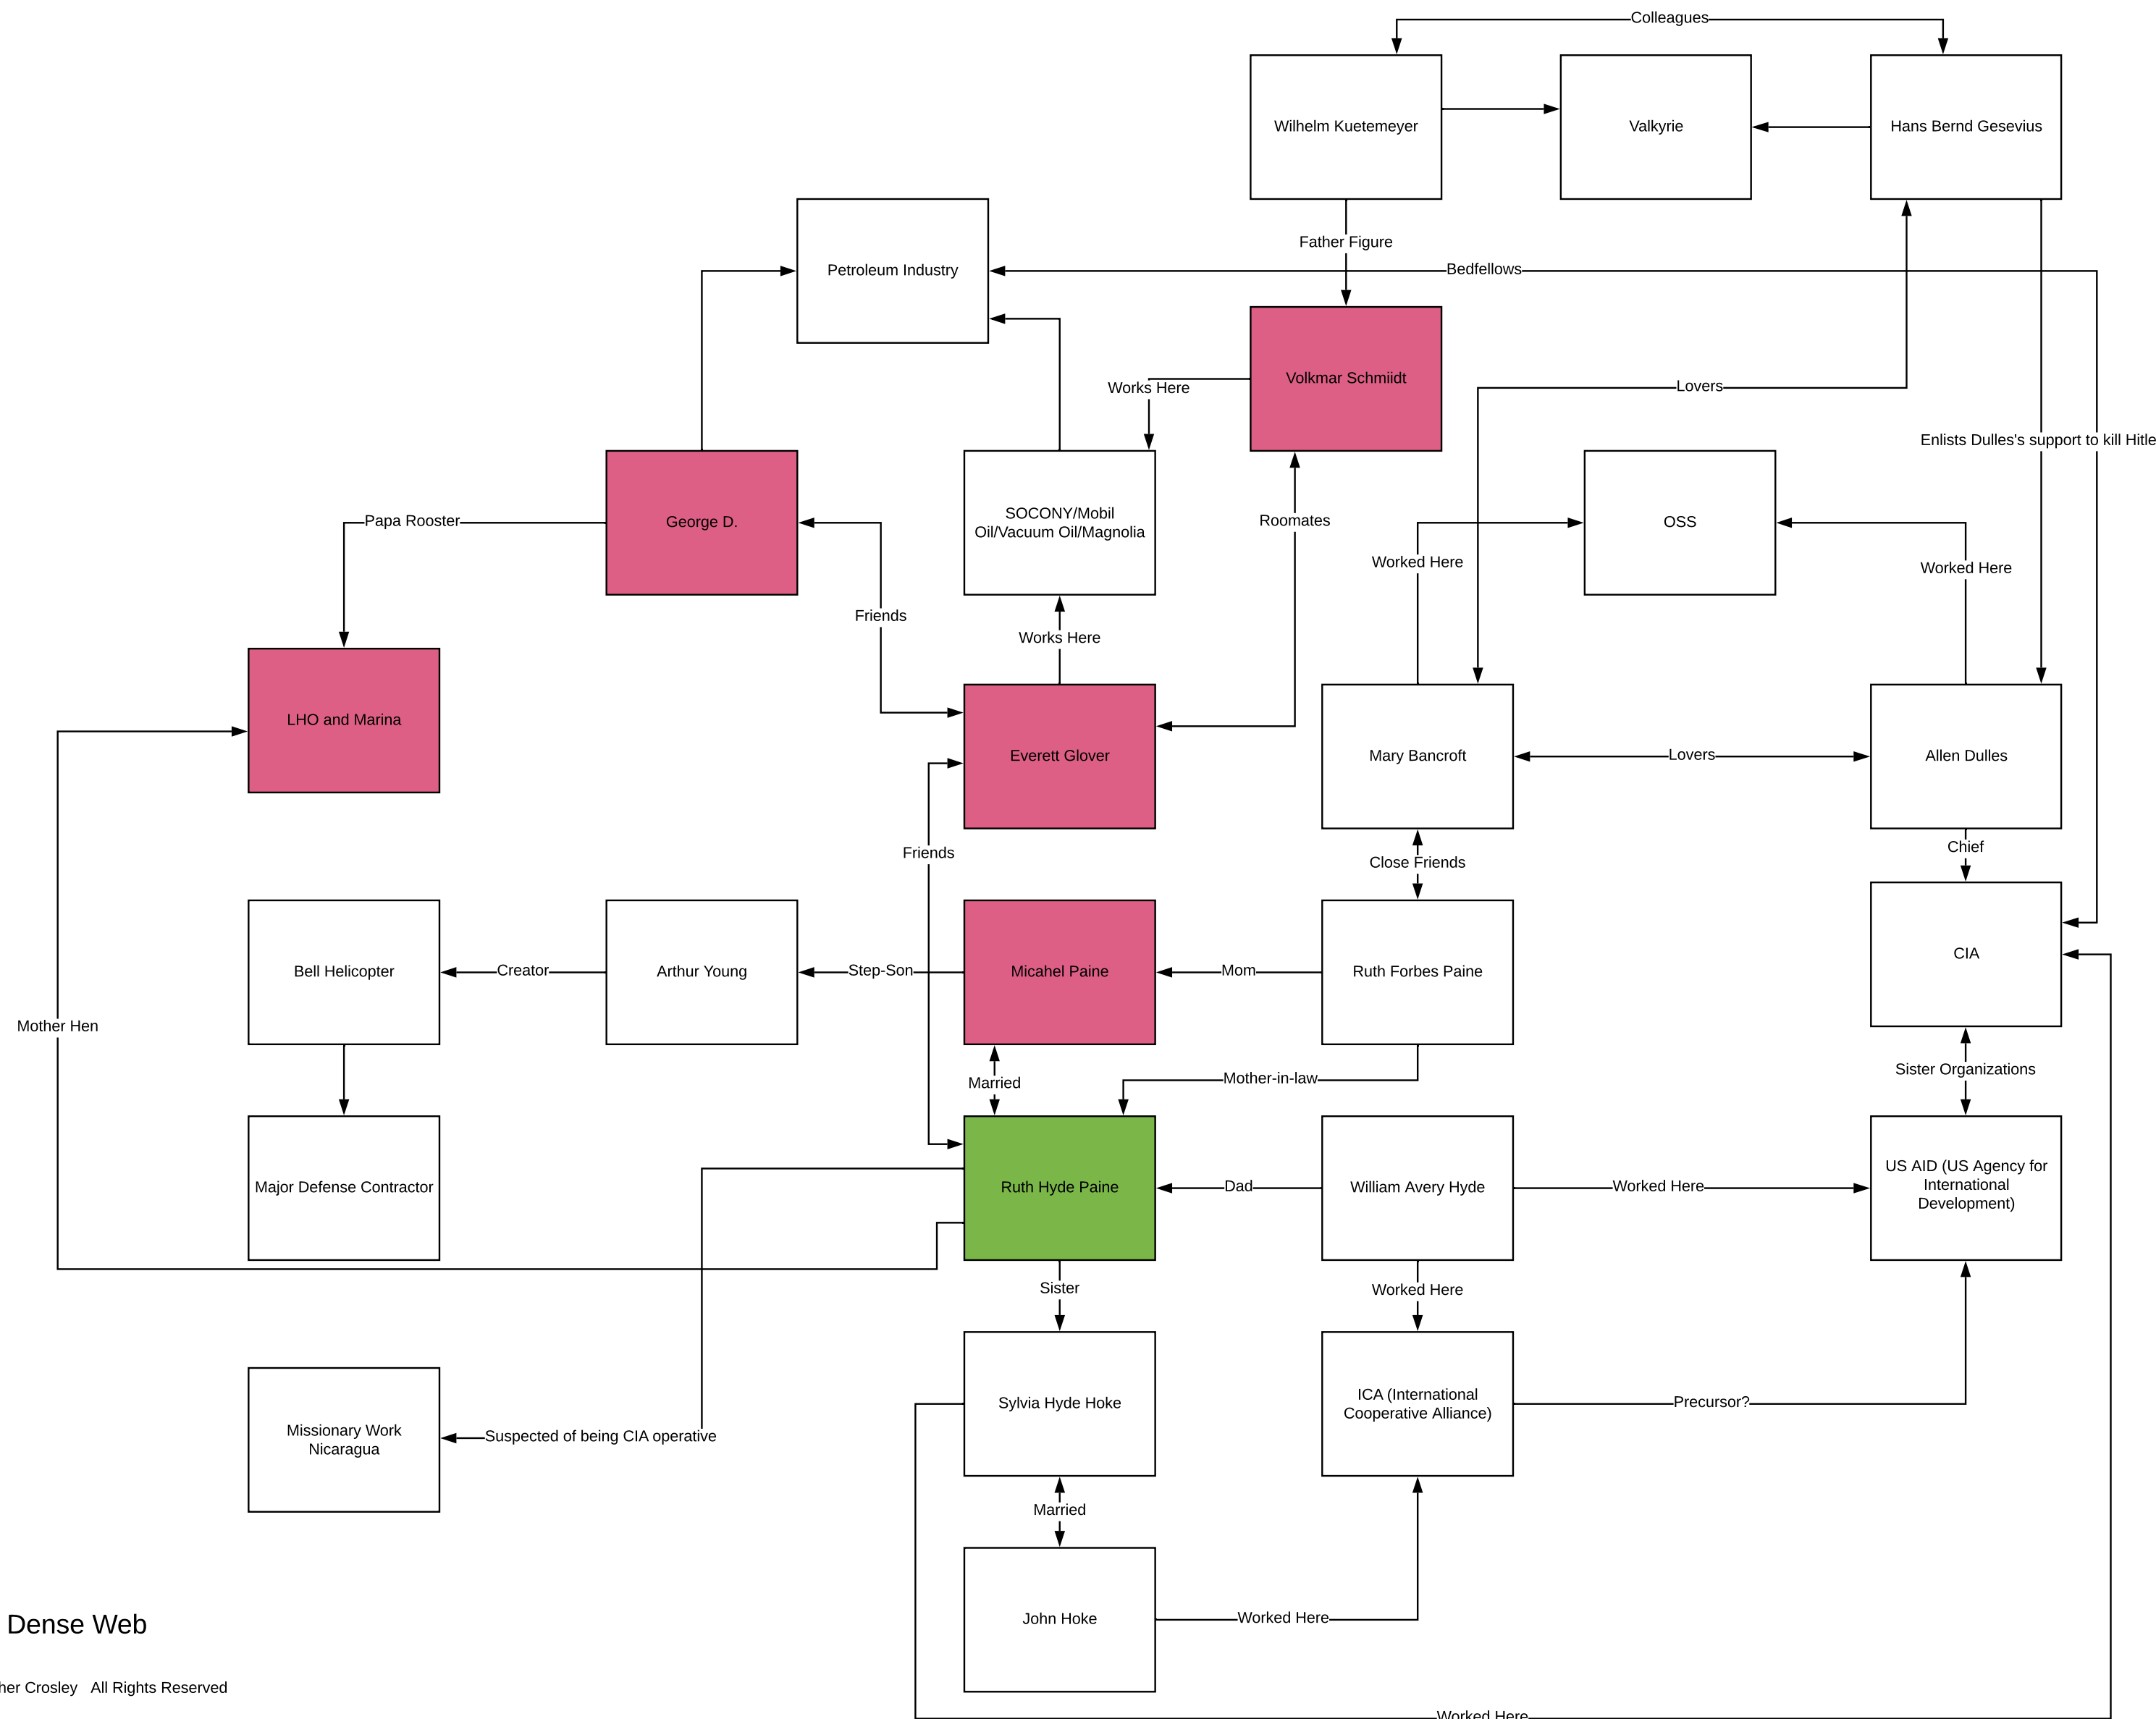 Colleagues
Wilhelm Kuetemeyer
Valkyrie
Hans Bernd Gesevius
Father Figure
Petroleum Industry
Bedfellows
Volkmar Schmiidt
Works Here
Lovers
Enlists Dulles's support to kill Hitle
George D.
SOCONY/Mobil
Oil/Vacuum Oil/Magnolia
Roomates
OSS
Papa Rooster
Worked Here
Worked Here
Friends
Works Here
LHO and Marina
Everett Glover
Mary Bancroft
Lovers
Allen Dulles
Friends
Close Friends
Chief
Bell Helicopter
Creator
Arthur Young
Step-Son
Micahel Paine
Mom
Ruth Forbes Paine
CIA
Mother Hen
Married
Mother-in-law
Sister Organizations
Major Defense Contractor
Ruth Hyde Paine
Dad
William Avery Hyde
Worked Here
US AID (US Agency for
International
Development)
Sister
Worked Here
Missionary Work
Nicaragua
Suspected of being CIA operative
Sylvia Hyde Hoke
ICA (International
Cooperative Alliance)
Precursor?
Married
John Hoke
Worked Here
Dense Web
her Crosley All Rights Reserved
Worked Here